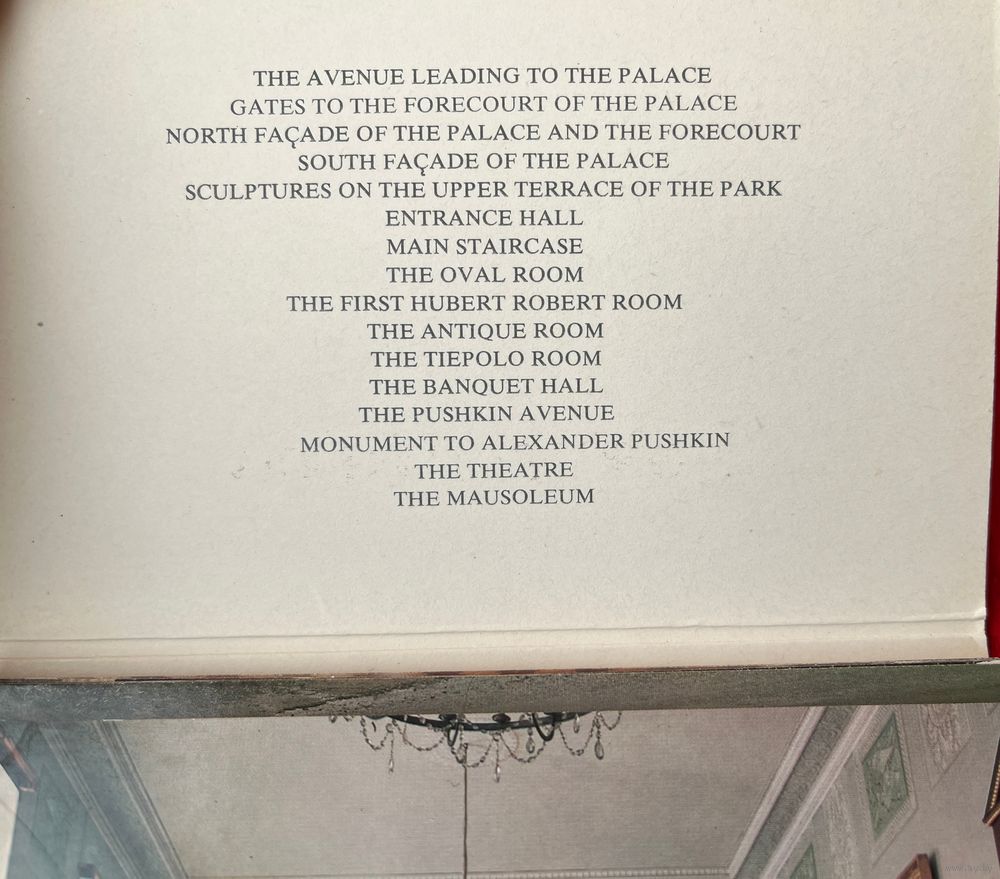 THE AVENUE LEADING TO THE PALACE
GATES TO THE FORECOURT OF THE PALACE
NORTH FAÇADE OF THE PALACE AND THE FORECOURT
SOUTH FAÇADE OF THE PALACE
SCULPTURES ON THE UPPER TERRACE OF THE PARK
ENTRANCE HALL
MAIN STAIRCASE
THE OVAL ROOM
THE FIRST HUBERT ROBERT ROOM
THE ANTIQUE ROOM
THE TIEPOLO ROOM
THE BANQUET HALL
THE PUSHKIN AVENUE
MONUMENT TO ALEXANDER PUSHKIN
THE THEATRE
THE MAUSOLEUM